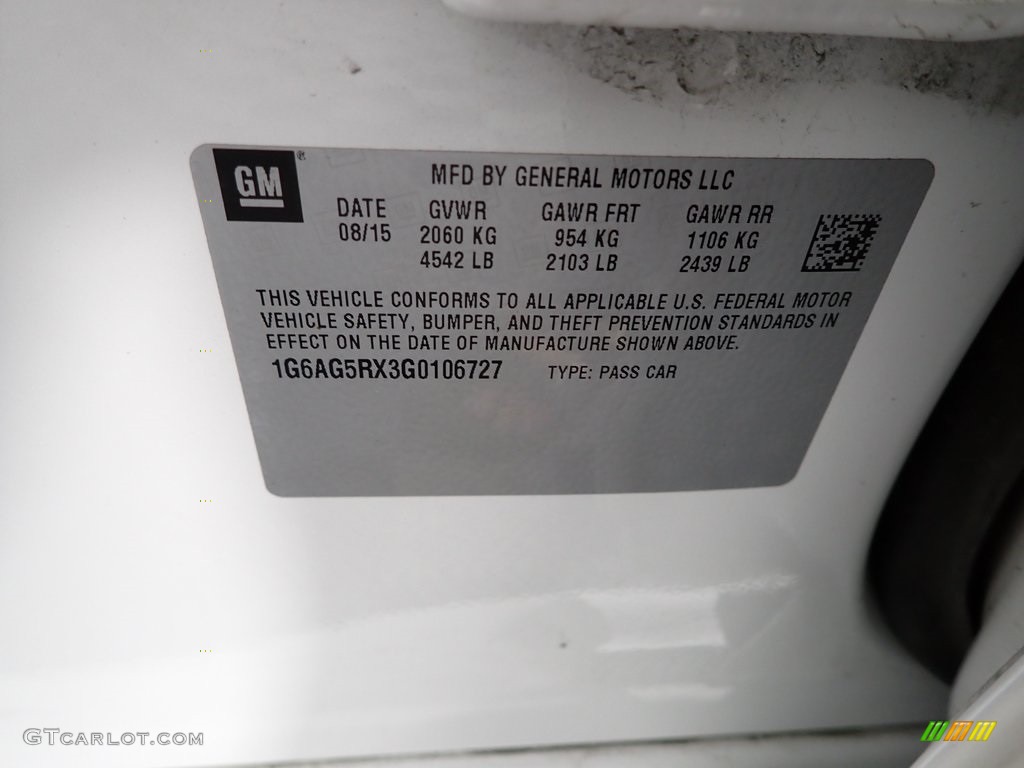 GM®
MFD BY GENERAL MOTORS LLC
DATE GVWR GAWR FRT GAWR RR
08/15 2060 KG 954 KG 1106 KG
4542 LB 2103 LB 2439 LB
THIS VEHICLE CONFORMS TO ALL APPLICABLE U.S. FEDERAL MOTOR
VEHICLE SAFETY, BUMPER, AND THEFT PREVENTION STANDARDS IN
EFFECT ON THE DATE OF MANUFACTURE SHOWN ABOVE.
1G6AG5RX3G0106727 TYPE: PASS CAR
GTCARLOT.COM